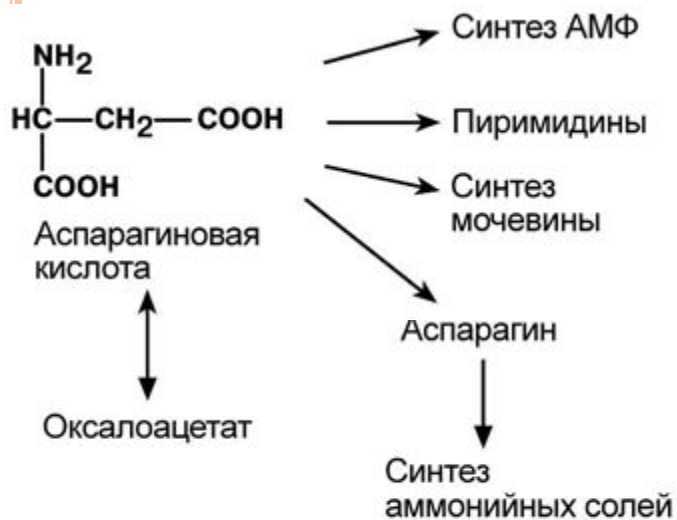 Синтез АМФ
NH2
HC—CH2—COOH
Пиримидины
COOH
Синтез
мочевины
Аспарагиновая
кислота
Аспарагин
Оксалоацетат
Синтез
аммонийных солей